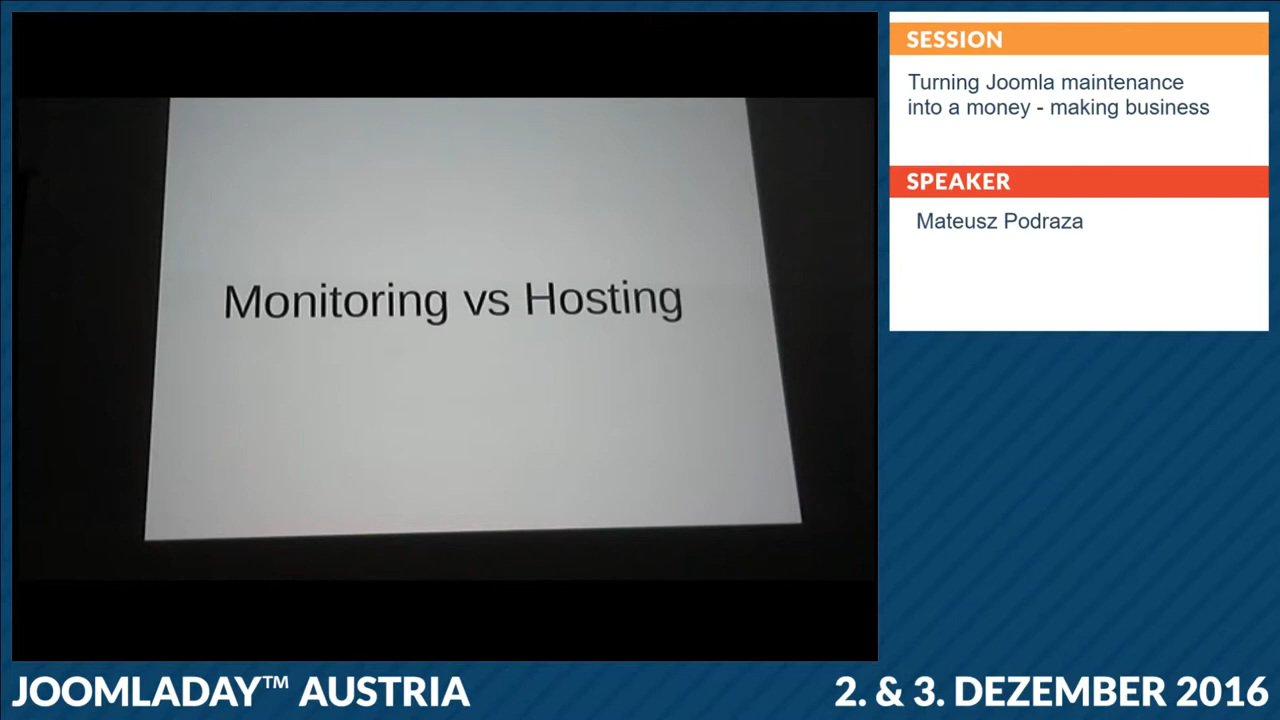 Monitoring vs Hosting
SESSION
Turning Joomla maintenance
into a money - making business
SPEAKER
Mateusz Podraza
JOOMLADAY™ AUSTRIA
2. & 3. DEZEMBER 2016